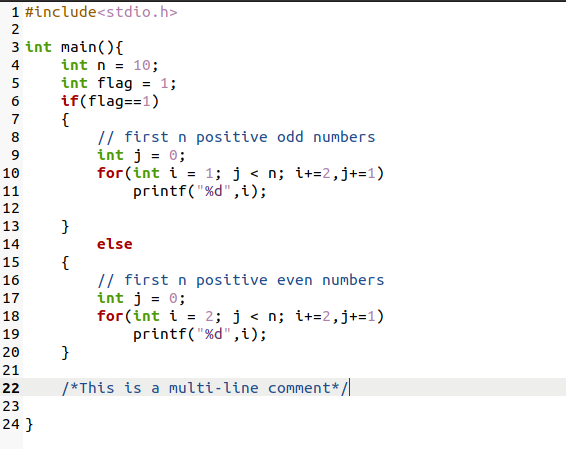 1 #include<stdio.h>
2
3 int main(){
4     int n = 10;
5     int flag = 1;
6     if(flag==1)
7     {
8         // first n positive odd numbers
9         int j = 0;
10         for(int i = 1; j < n; i+=2,j+=1)
11             printf("%d",i);
12
13     }
14         else
15     {
16         // first n positive even numbers
17         int j = 0;
18         for(int i = 2; j < n; i+=2,j+=1)
19             printf("%d",i);
20     }
21
22     /*This is a multi-line comment*/
23
24 }